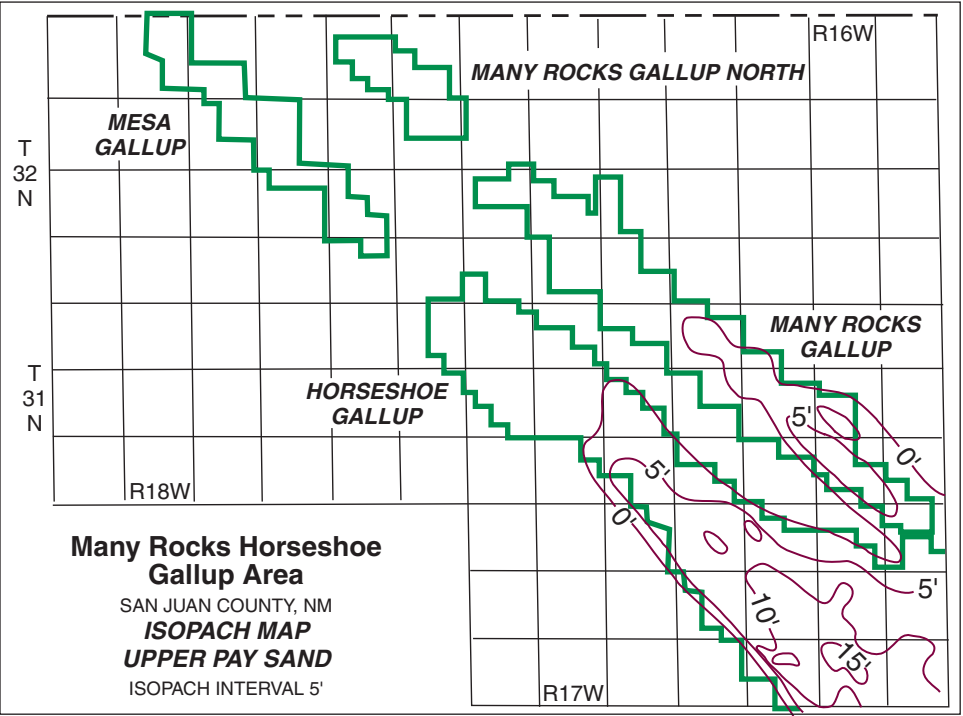 R16W
MANY ROCKS GALLUP NORTH
MESA
GALLUP
T
32
N
MANY ROCKS
GALLUP
T
31
N
HORSESHOE
GALLUP
5'
0'
5'
R18W
0'
Many Rocks Horseshoe
Gallup Area
SAN JUAN COUNTY, NM
ISOPACH MAP
UPPER PAY SAND
ISOPACH INTERVAL 5'
5'
10'
15'
R17W